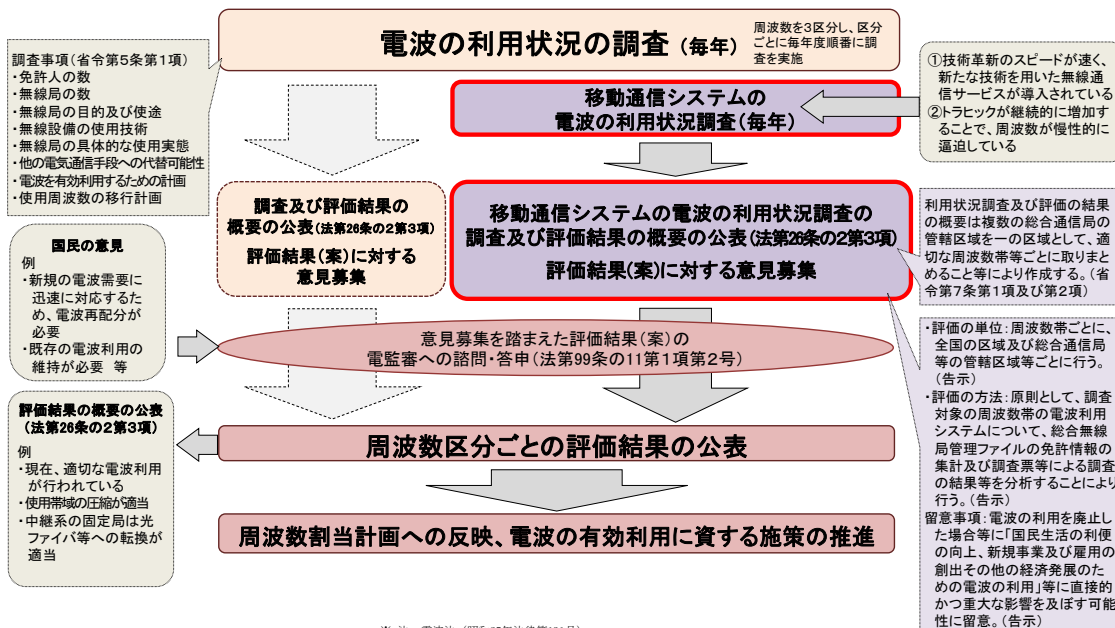 電波の利用状況の調査（毎年）
周波数を3区分し、区分
ごとに毎年度順番に調
査を実施
調査事項（省令第5条第1項）
・免許人の数
・無線局の数
・無線局の目的及び使途
・無線設備の使用技術
・無線局の具体的な使用実態
・他の電気通信手段への代替可能性
・電波を有効利用するための計画
・使用周波数の移行計画
移動通信システムの
電波の利用状況調査（毎年）
①技術革新のスピードが速く、
新たな技術を用いた無線通
信サービスが導入されている
②トラヒックが継続的に増加す
ることで、周波数が慢性的に
逼迫している
調査及び評価結果の
概要の公表（法第26条の2第3項）
評価結果（案）に対する
意見募集
移動通信システムの電波の利用状況調査の
調査及び評価結果の概要の公表（法第26条の2第3項）
評価結果（案）に対する意見募集
利用状況調査及び評価の結果
の概要は複数の総合通信局の
管轄区域を一の区域として、適
切な周波数帯等ごとに取りまと
めること等により作成する。（省
令第7条第1項及び第2項）
国民の意見
例
・新規の電波需要に
迅速に対応するた
め、電波再配分が
必要
・既存の電波利用の
維持が必要 等
意見募集を踏まえた評価結果（案）の
電監審への諮問・答申（法第99条の11第1項第2号）
・評価の単位：周波数帯ごとに、
全国の区域及び総合通信局
等の管轄区域等ごとに行う。
（告示）
・評価の方法：原則として、調査
対象の周波数帯の電波利用
システムについて、総合無線
局管理ファイルの免許情報の
集計及び調査票等による調査
の結果等を分析することにより
行う。（告示）
留意事項：電波の利用を廃止し
た場合等に「国民生活の利便
の向上、新規事業及び雇用の
創出その他の経済発展のた
めの電波の利用」等に直接的
かつ重大な影響を及ぼす可能
性に留意。（告示）
評価結果の概要の公表
（法第26条の2第3項）
例
・現在、適切な電波利用
が行われている
・使用帯域の圧縮が適当
・中継系の固定局は光
ファイバ等への転換が
適当
周波数区分ごとの評価結果の公表
周波数割当計画への反映、電波の有効利用に資する施策の推進